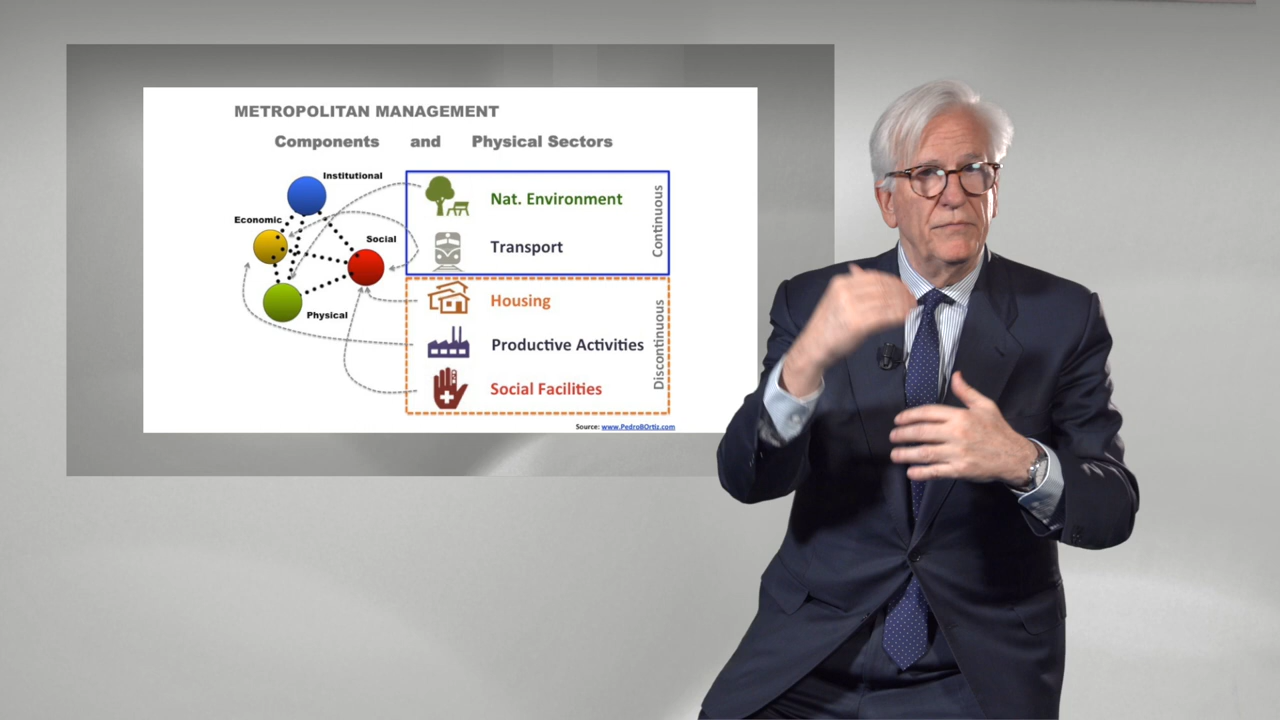 METROPOLITAN MANAGEMENT
Components and Physical Sectors
Institutional
Economic
Social
Physical
Nat. Environment
Transport
Continuous
Housing
Productive Activities
Social Facilities
Discontinuous
Source: www.PedroBOrtiz.com